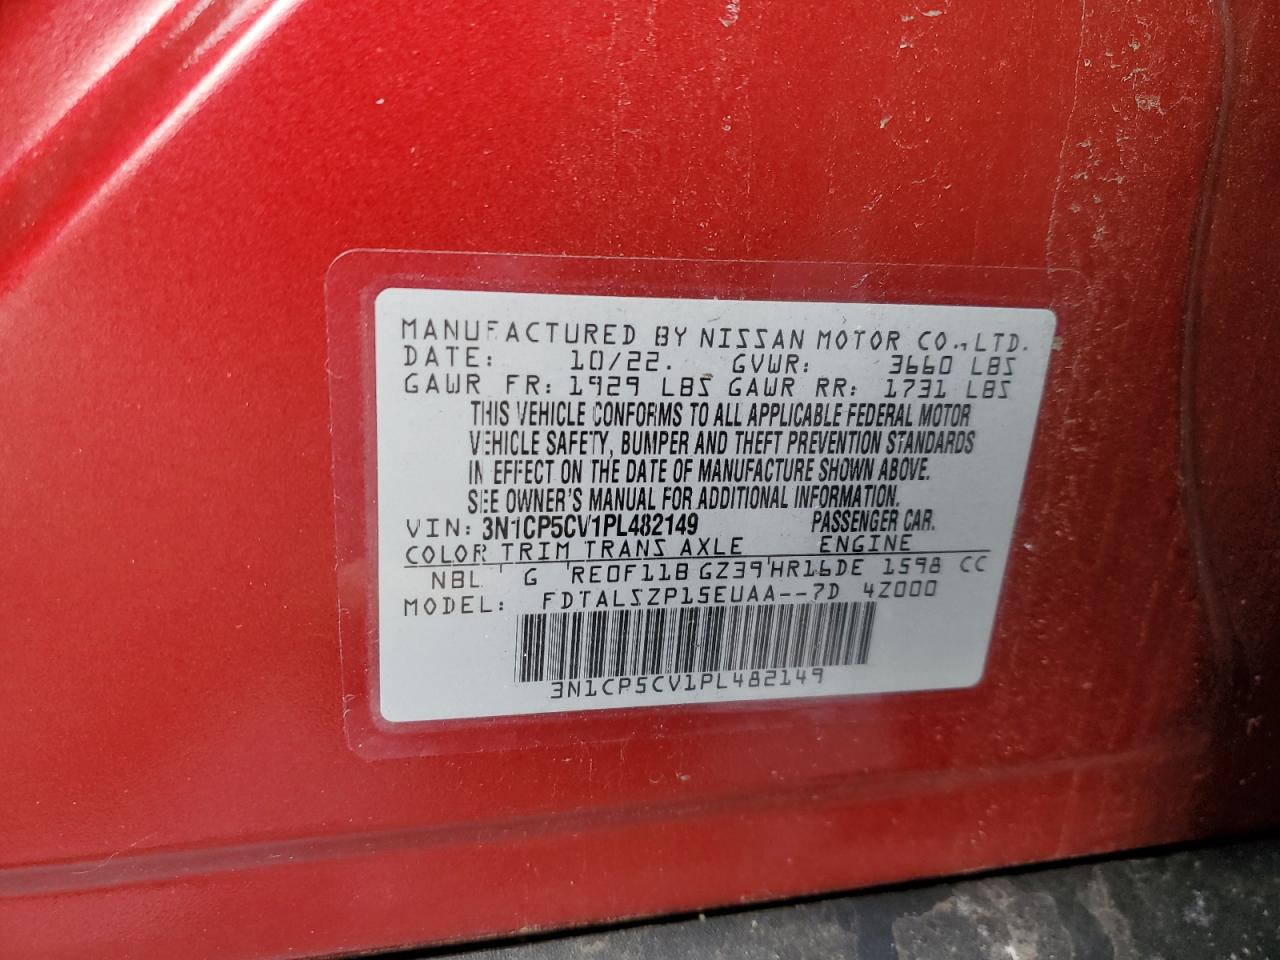 MANUFACTURED BY NISSAN MOTOR CO.,LTD.
DATE: 10/22. GVWR: 3660 LBS
GAWR FR: 1929 LBS GAWR RR: 1731 LBS
THIS VEHICLE CONFORMS TO ALL APPLICABLE FEDERAL MOTOR
VEHICLE SAFETY, BUMPER AND THEFT PREVENTION STANDARDS
IN EFFECT ON THE DATE OF MANUFACTURE SHOWN ABOVE.
SEE OWNER'S MANUAL FOR ADDITIONAL INFORMATION.
VIN: 3N1CP5CV1PL482149 PASSENGER CAR.
COLOR TRIM TRANS AXLE ENGINE
NBL G RE0F11B GZ39 HR16DE 1598 CC
MODEL: FDTALSZP15EUAA--7D 4Z000
3N1CP5CV1PL482149